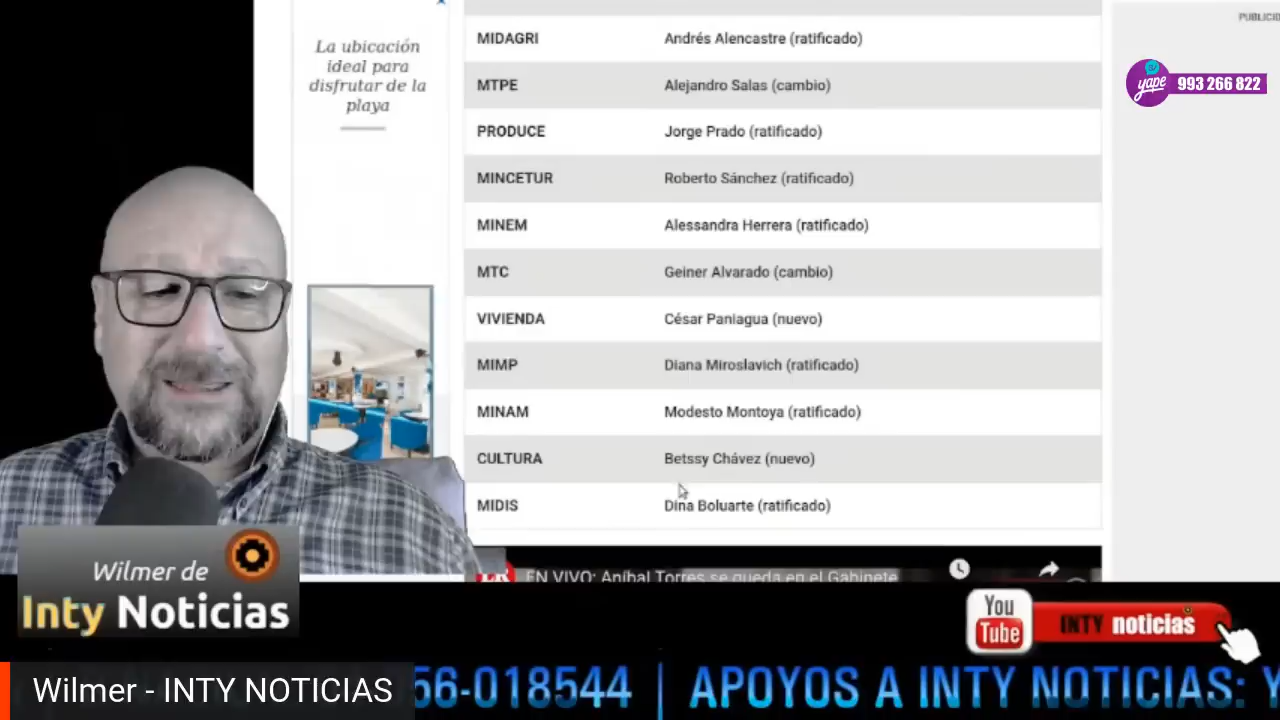 PUBLICID
La ubicación
ideal para
disfrutar de la
playa
MIDAGRI Andrés Alencastre (ratificado)
MTPE Alejandro Salas (cambio)
PRODUCE Jorge Prado (ratificado)
MINCETUR Roberto Sánchez (ratificado)
MINEM Alessandra Herrera (ratificado)
MTC Geiner Alvarado (cambio)
VIVIENDA César Paniagua (nuevo)
MIMP Diana Miroslavich (ratificado)
MINAM Modesto Montoya (ratificado)
CULTURA Betssy Chávez (nuevo)
MIDIS Dina Boluarte (ratificado)
yape 993 266 822
EN VIVO: Aníbal Torres se queda en el Gabinete
Wilmer de
Inty Noticias
You
Tube
INTY noticias
Wilmer - INTY NOTICIAS
56-018544 | APOYOS A INTY NOTICIAS: Y